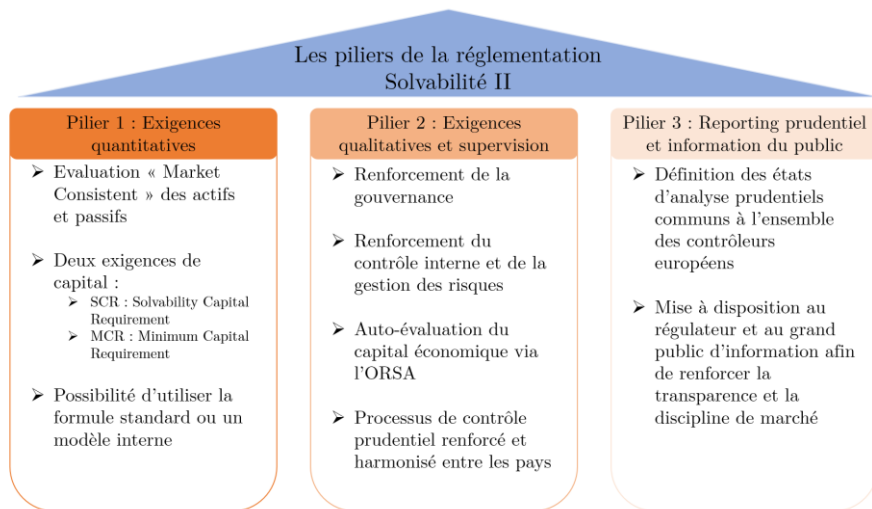 Les piliers de la réglementation
Solvabilité II
Pilier 1 : Exigences
quantitatives
➢ Evaluation « Market
Consistent » des actifs
et passifs
➢ Deux exigences de
capital :
➢ SCR : Solvability Capital
Requirement
➢ MCR : Minimum Capital
Requirement
➢ Possibilité d'utiliser la
formule standard ou un
modèle interne
Pilier 2 : Exigences
qualitatives et supervision
➢ Renforcement de la
gouvernance
➢ Renforcement du
contrôle interne et de la
gestion des risques
➢ Auto-évaluation du
capital économique via
l'ORSA
➢ Processus de contrôle
prudentiel renforcé et
harmonisé entre les pays
Pilier 3 : Reporting prudentiel
et information du public
➢ Définition des états
d'analyse prudentiels
communs à l'ensemble
des contrôleurs
européens
➢ Mise à disposition au
régulateur et au grand
public d'information afin
de renforcer la
transparence et la
discipline de marché